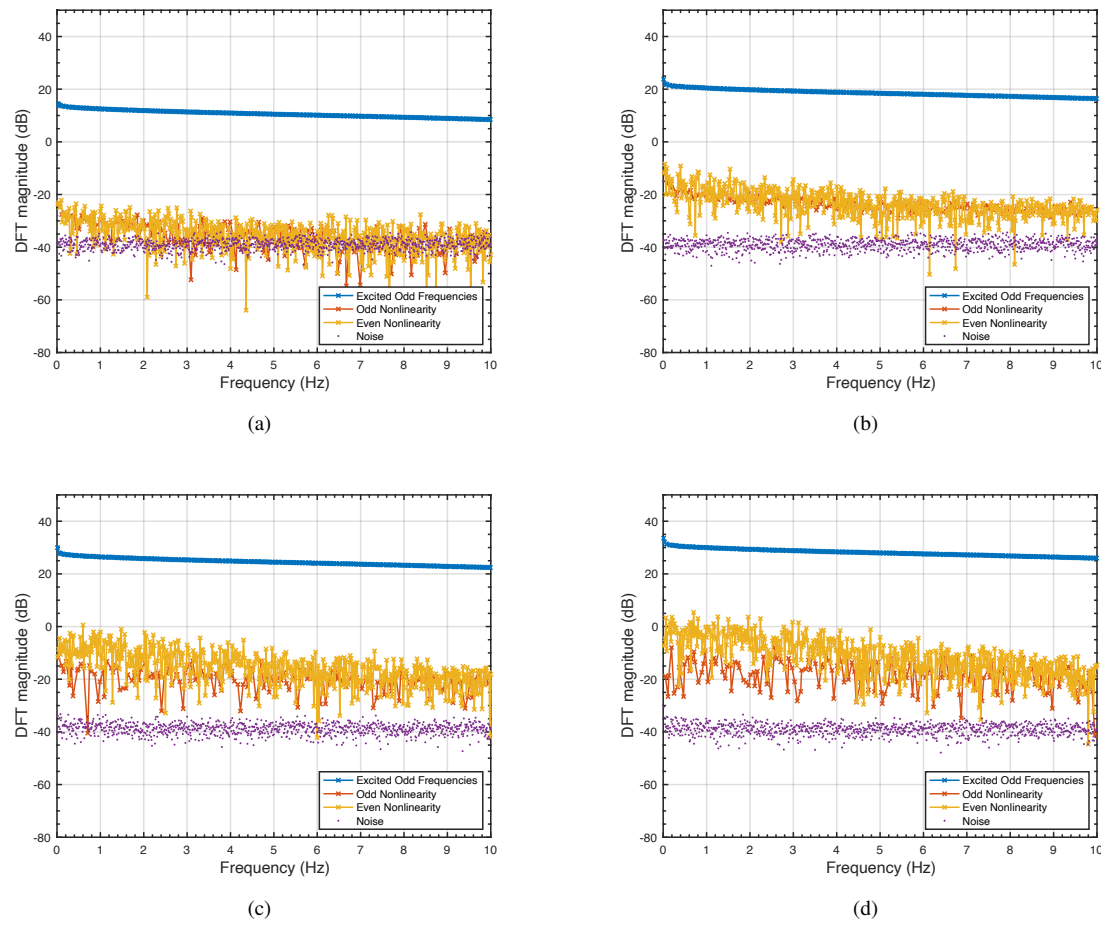 40
20
0
-20
-40
-60
-80
DFT magnitude (dB)
0 1 2 3 4 5 6 7 8 9 10
Frequency (Hz)
Excited Odd Frequencies
Odd Nonlinearity
Even Nonlinearity
Noise
(a)
40
20
0
-20
-40
-60
-80
DFT magnitude (dB)
0 1 2 3 4 5 6 7 8 9 10
Frequency (Hz)
Excited Odd Frequencies
Odd Nonlinearity
Even Nonlinearity
Noise
(b)
40
20
0
-20
-40
-60
-80
DFT magnitude (dB)
0 1 2 3 4 5 6 7 8 9 10
Frequency (Hz)
Excited Odd Frequencies
Odd Nonlinearity
Even Nonlinearity
Noise
(c)
40
20
0
-20
-40
-60
-80
DFT magnitude (dB)
0 1 2 3 4 5 6 7 8 9 10
Frequency (Hz)
Excited Odd Frequencies
Odd Nonlinearity
Even Nonlinearity
Noise
(d)